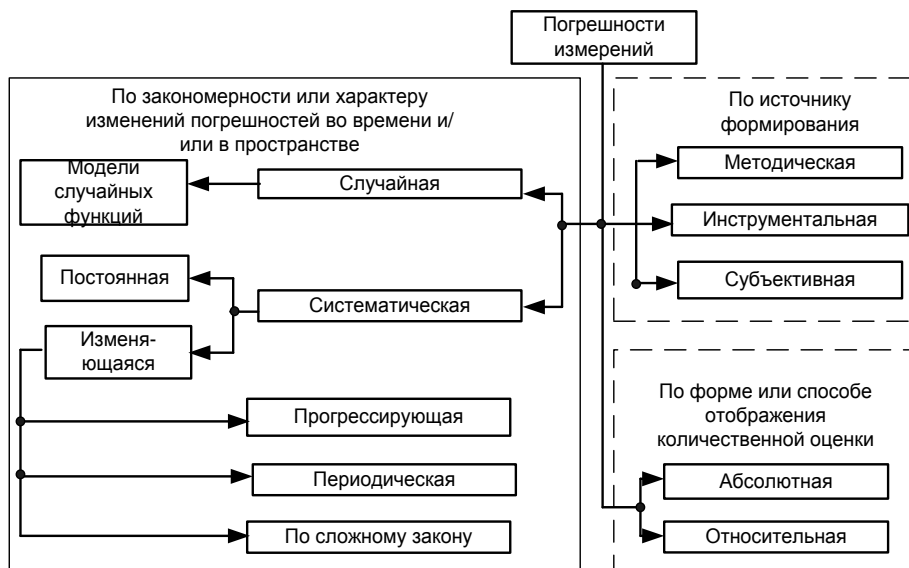 Погрешности
измерений
По закономерности или характеру
изменений погрешностей во времени и/
или в пространстве
Модели
случайных
функций
Случайная
Постоянная
Систематическая
Изменя-
ющаяся
Прогрессирующая
Периодическая
По сложному закону
По источнику
формирования
Методическая
Инструментальная
Субъективная
По форме или способе
отображения
количественной оценки
Абсолютная
Относительная